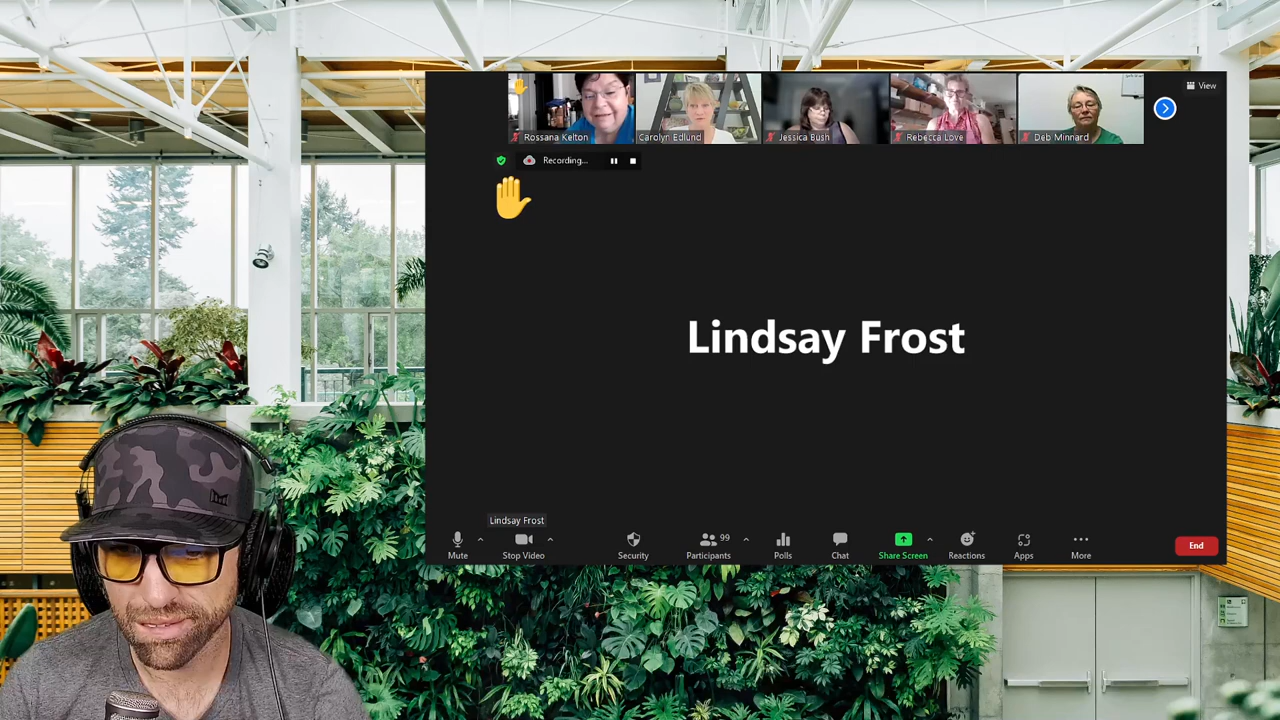 View
Rossana Kelton
Carolyn Edlund
Jessica Bush
Rebecca Love
Deb Minnard
Recording...
Lindsay Frost
Lindsay Frost
99
Mute
Stop Video
Security
Participants
Polls
Chat
Share Screen
Reactions
Apps
More
End